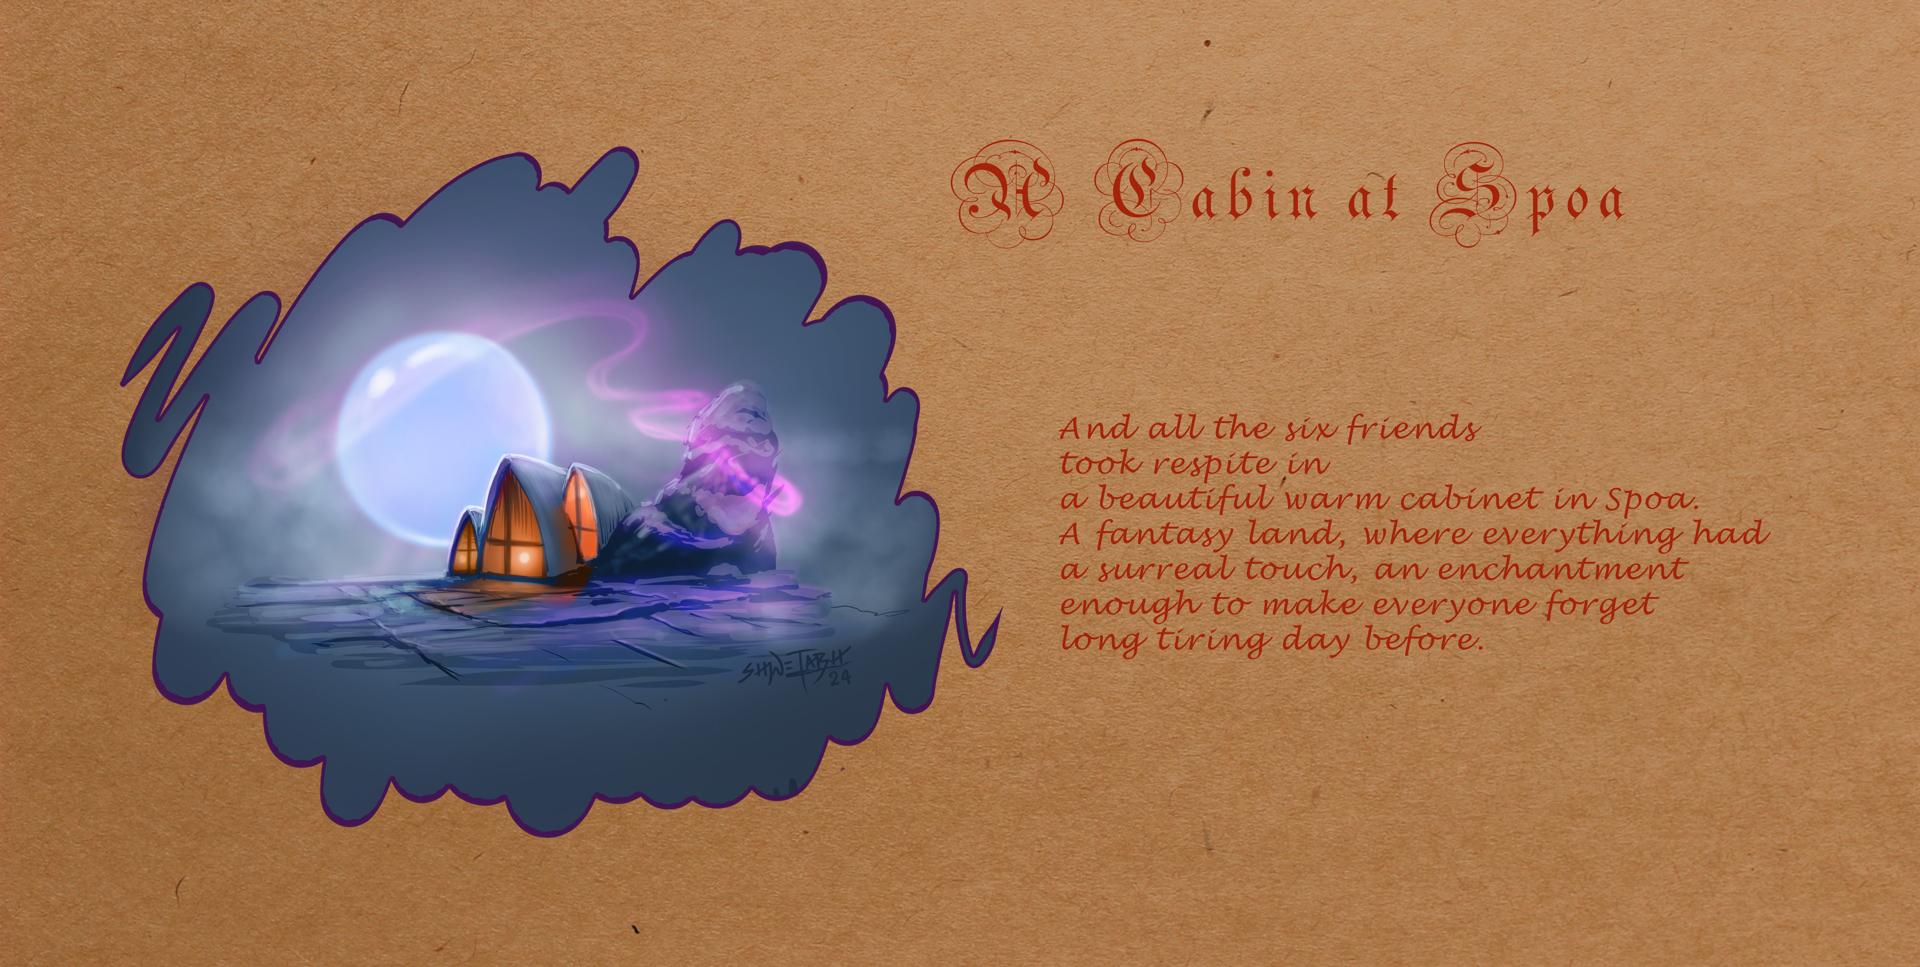 A Cabin at Spoa
And all the six friends
took respite in
a beautiful warm cabinet in Spoa.
A fantasy land, where everything had
a surreal touch, an enchantment
enough to make everyone forget
long tiring day before.
SHWETABH
24